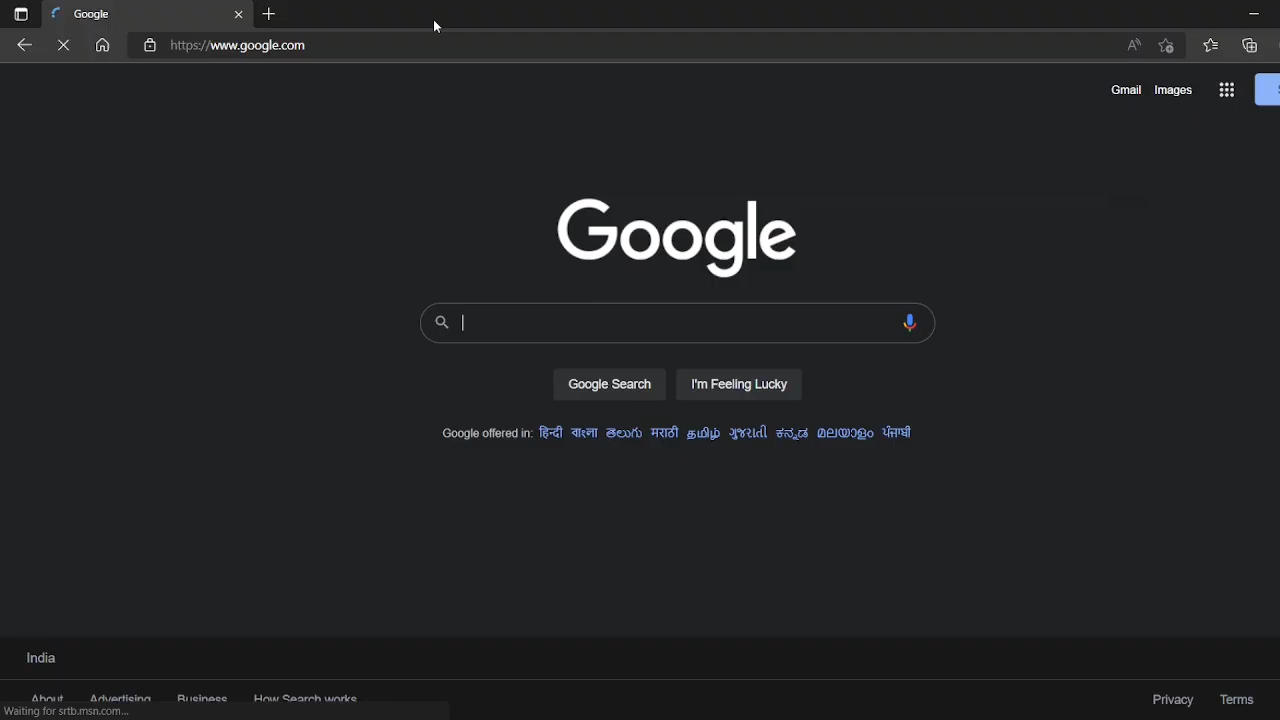 Google
https://www.google.com
Gmail Images
Google
Google Search I'm Feeling Lucky
Google offered in: हिन्दी বাংলা తెలుగు मराठी தமிழ் ગુજરાતી ಕನ್ನಡ മലയാളം ਪੰਜਾਬੀ
India
About Advertising Business How Search works Privacy Terms
Waiting for srtb.msn.com...